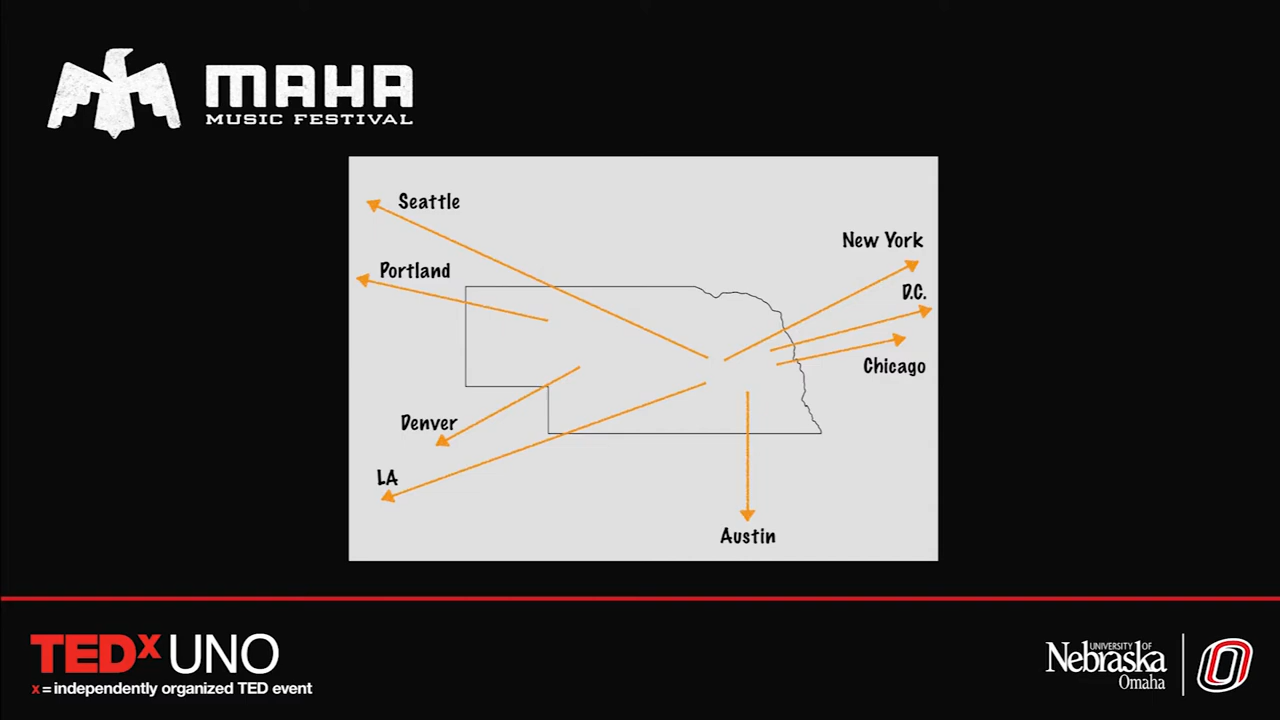 MAHA
MUSIC FESTIVAL
Seattle
New York
Portland
D.C.
Chicago
Denver
LA
Austin
TEDx UNO
x = independently organized TED event
UNIVERSITY OF
Nebraska
Omaha
O